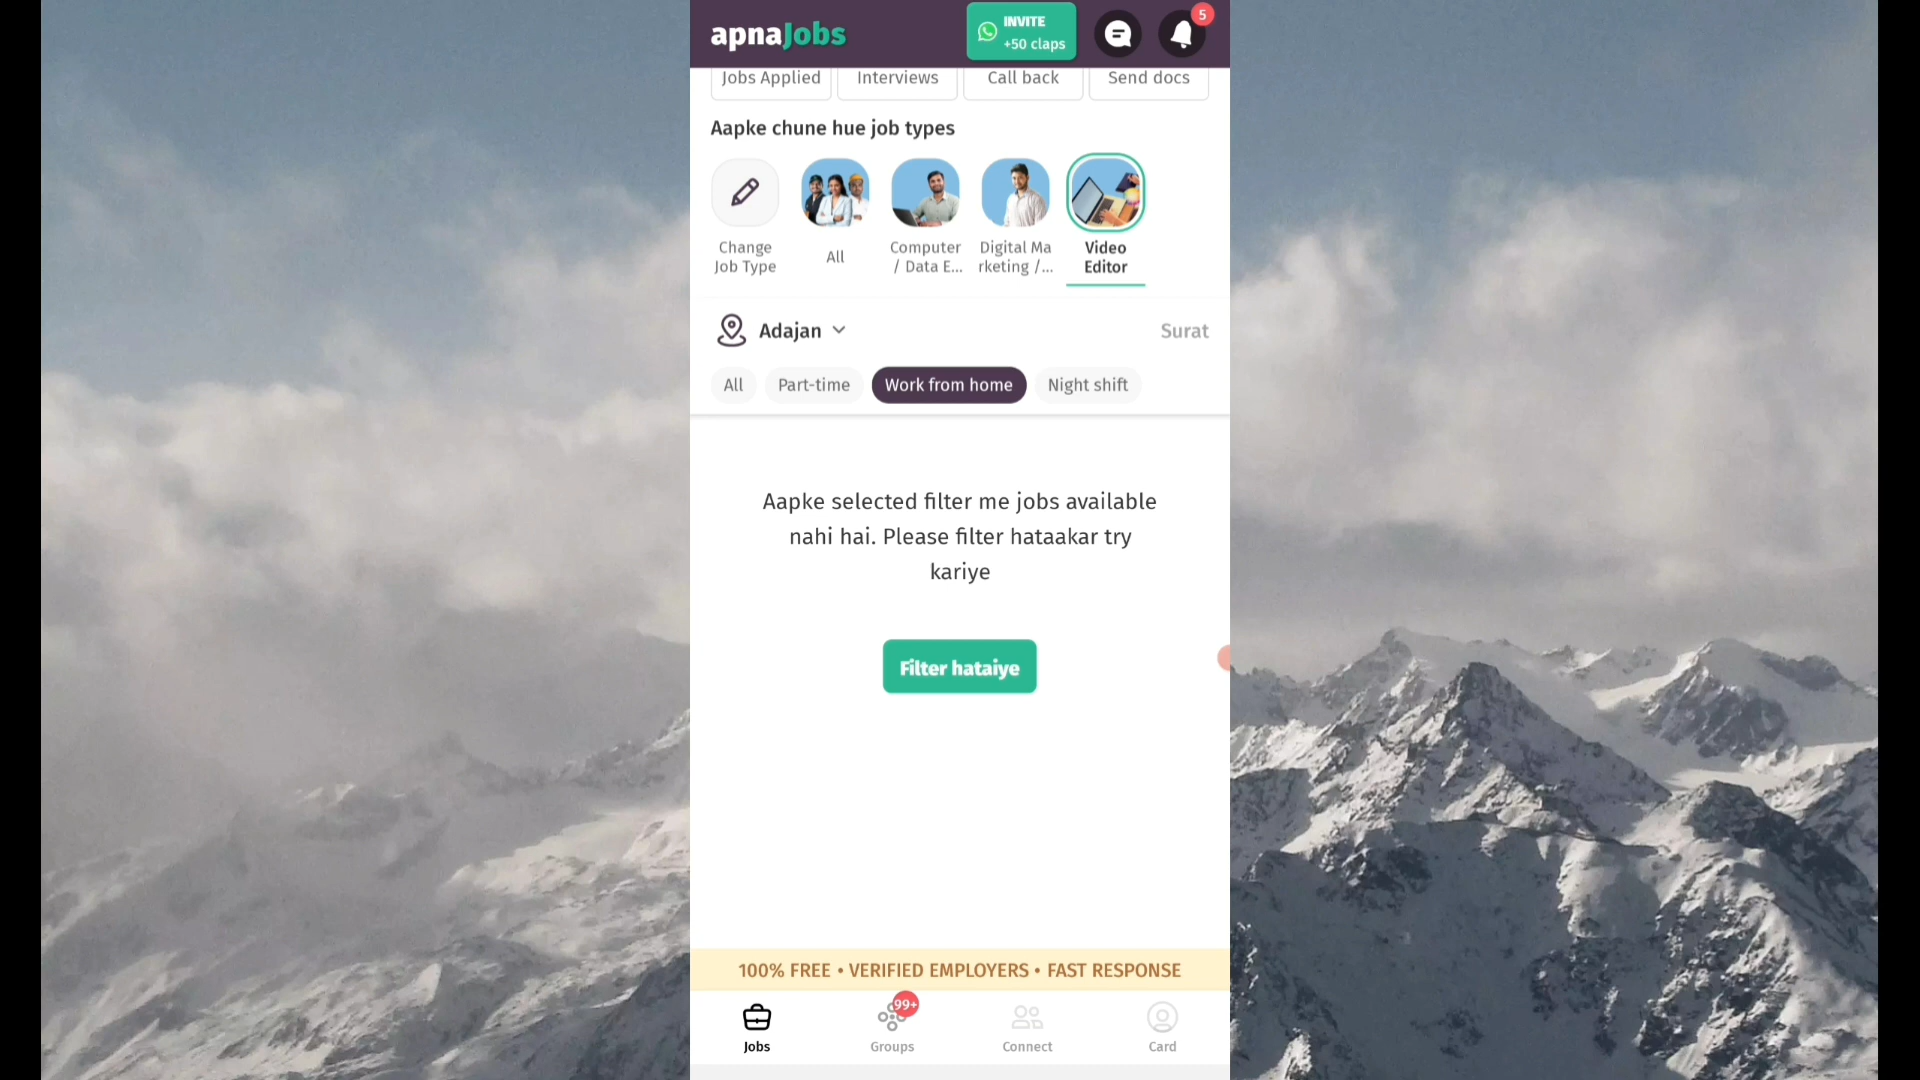 apnaJobs
INVITE
+50 claps
5
Jobs Applied
Interviews
Call back
Send docs
Aapke chune hue job types
Change
Job Type
All
Computer
/ Data E...
Digital Ma
rketing /...
Video
Editor
Adajan
Surat
All
Part-time
Work from home
Night shift
Aapke selected filter me jobs available
nahi hai. Please filter hataakar try
kariye
Filter hataiye
100% FREE • VERIFIED EMPLOYERS • FAST RESPONSE
99+
Jobs
Groups
Connect
Card